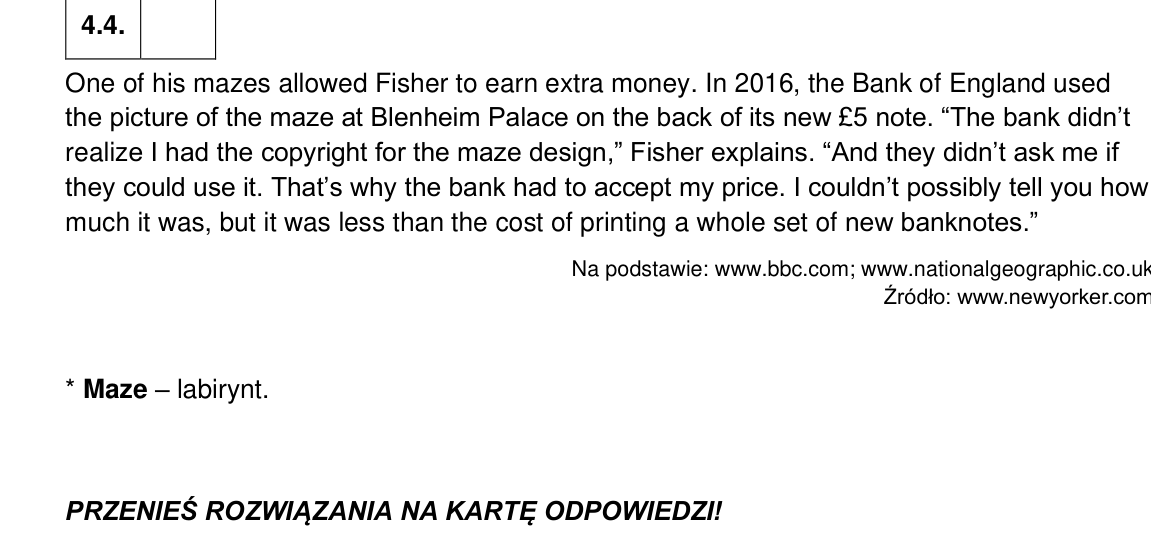 4.4.
One of his mazes allowed Fisher to earn extra money. In 2016, the Bank of England used
the picture of the maze at Blenheim Palace on the back of its new £5 note. “The bank didn’t
realize I had the copyright for the maze design,” Fisher explains. “And they didn’t ask me if
they could use it. That’s why the bank had to accept my price. I couldn’t possibly tell you how
much it was, but it was less than the cost of printing a whole set of new banknotes.”
Na podstawie: www.bbc.com; www.nationalgeographic.co.uk
Źródło: www.newyorker.com
* Maze – labirynt.
PRZENIEŚ ROZWIĄZANIA NA KARTĘ ODPOWIEDZI!